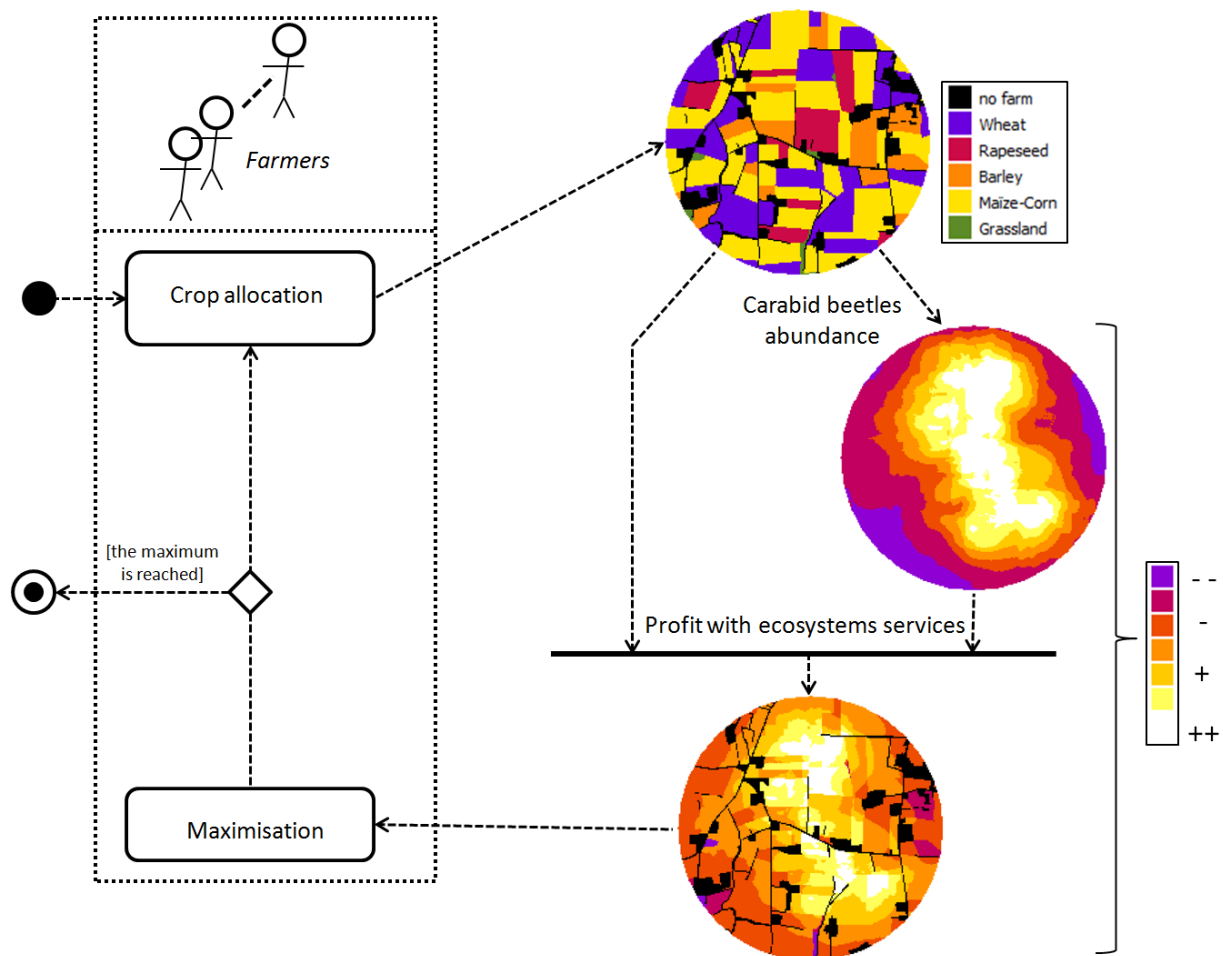 Farmers
no farm
Wheat
Rapeseed
Barley
Maïze-Corn
Grassland
Crop allocation
Carabid beetles
abundance
[the maximum
is reached]
- -
-
+
++
Profit with ecosystems services
Maximisation